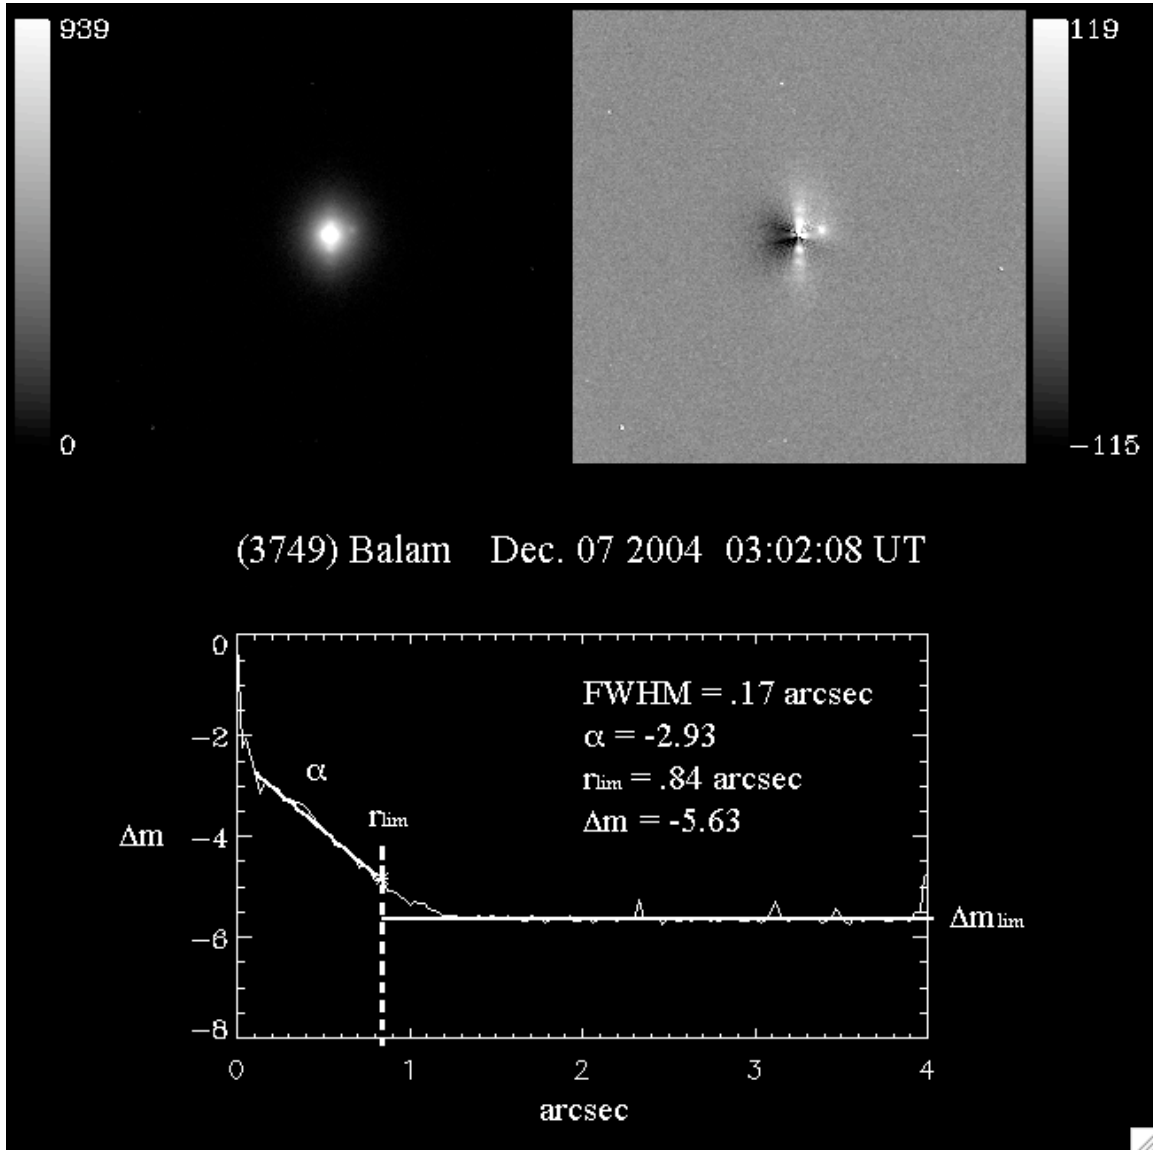 939
0
119
−115
(3749) Balam Dec. 07 2004 03:02:08 UT
0
−2
−4
−6
−8
Δm
α
rlim
FWHM = .17 arcsec
α = -2.93
rlim = .84 arcsec
Δm = -5.63
Δmlim
0 1 2 3 4
arcsec